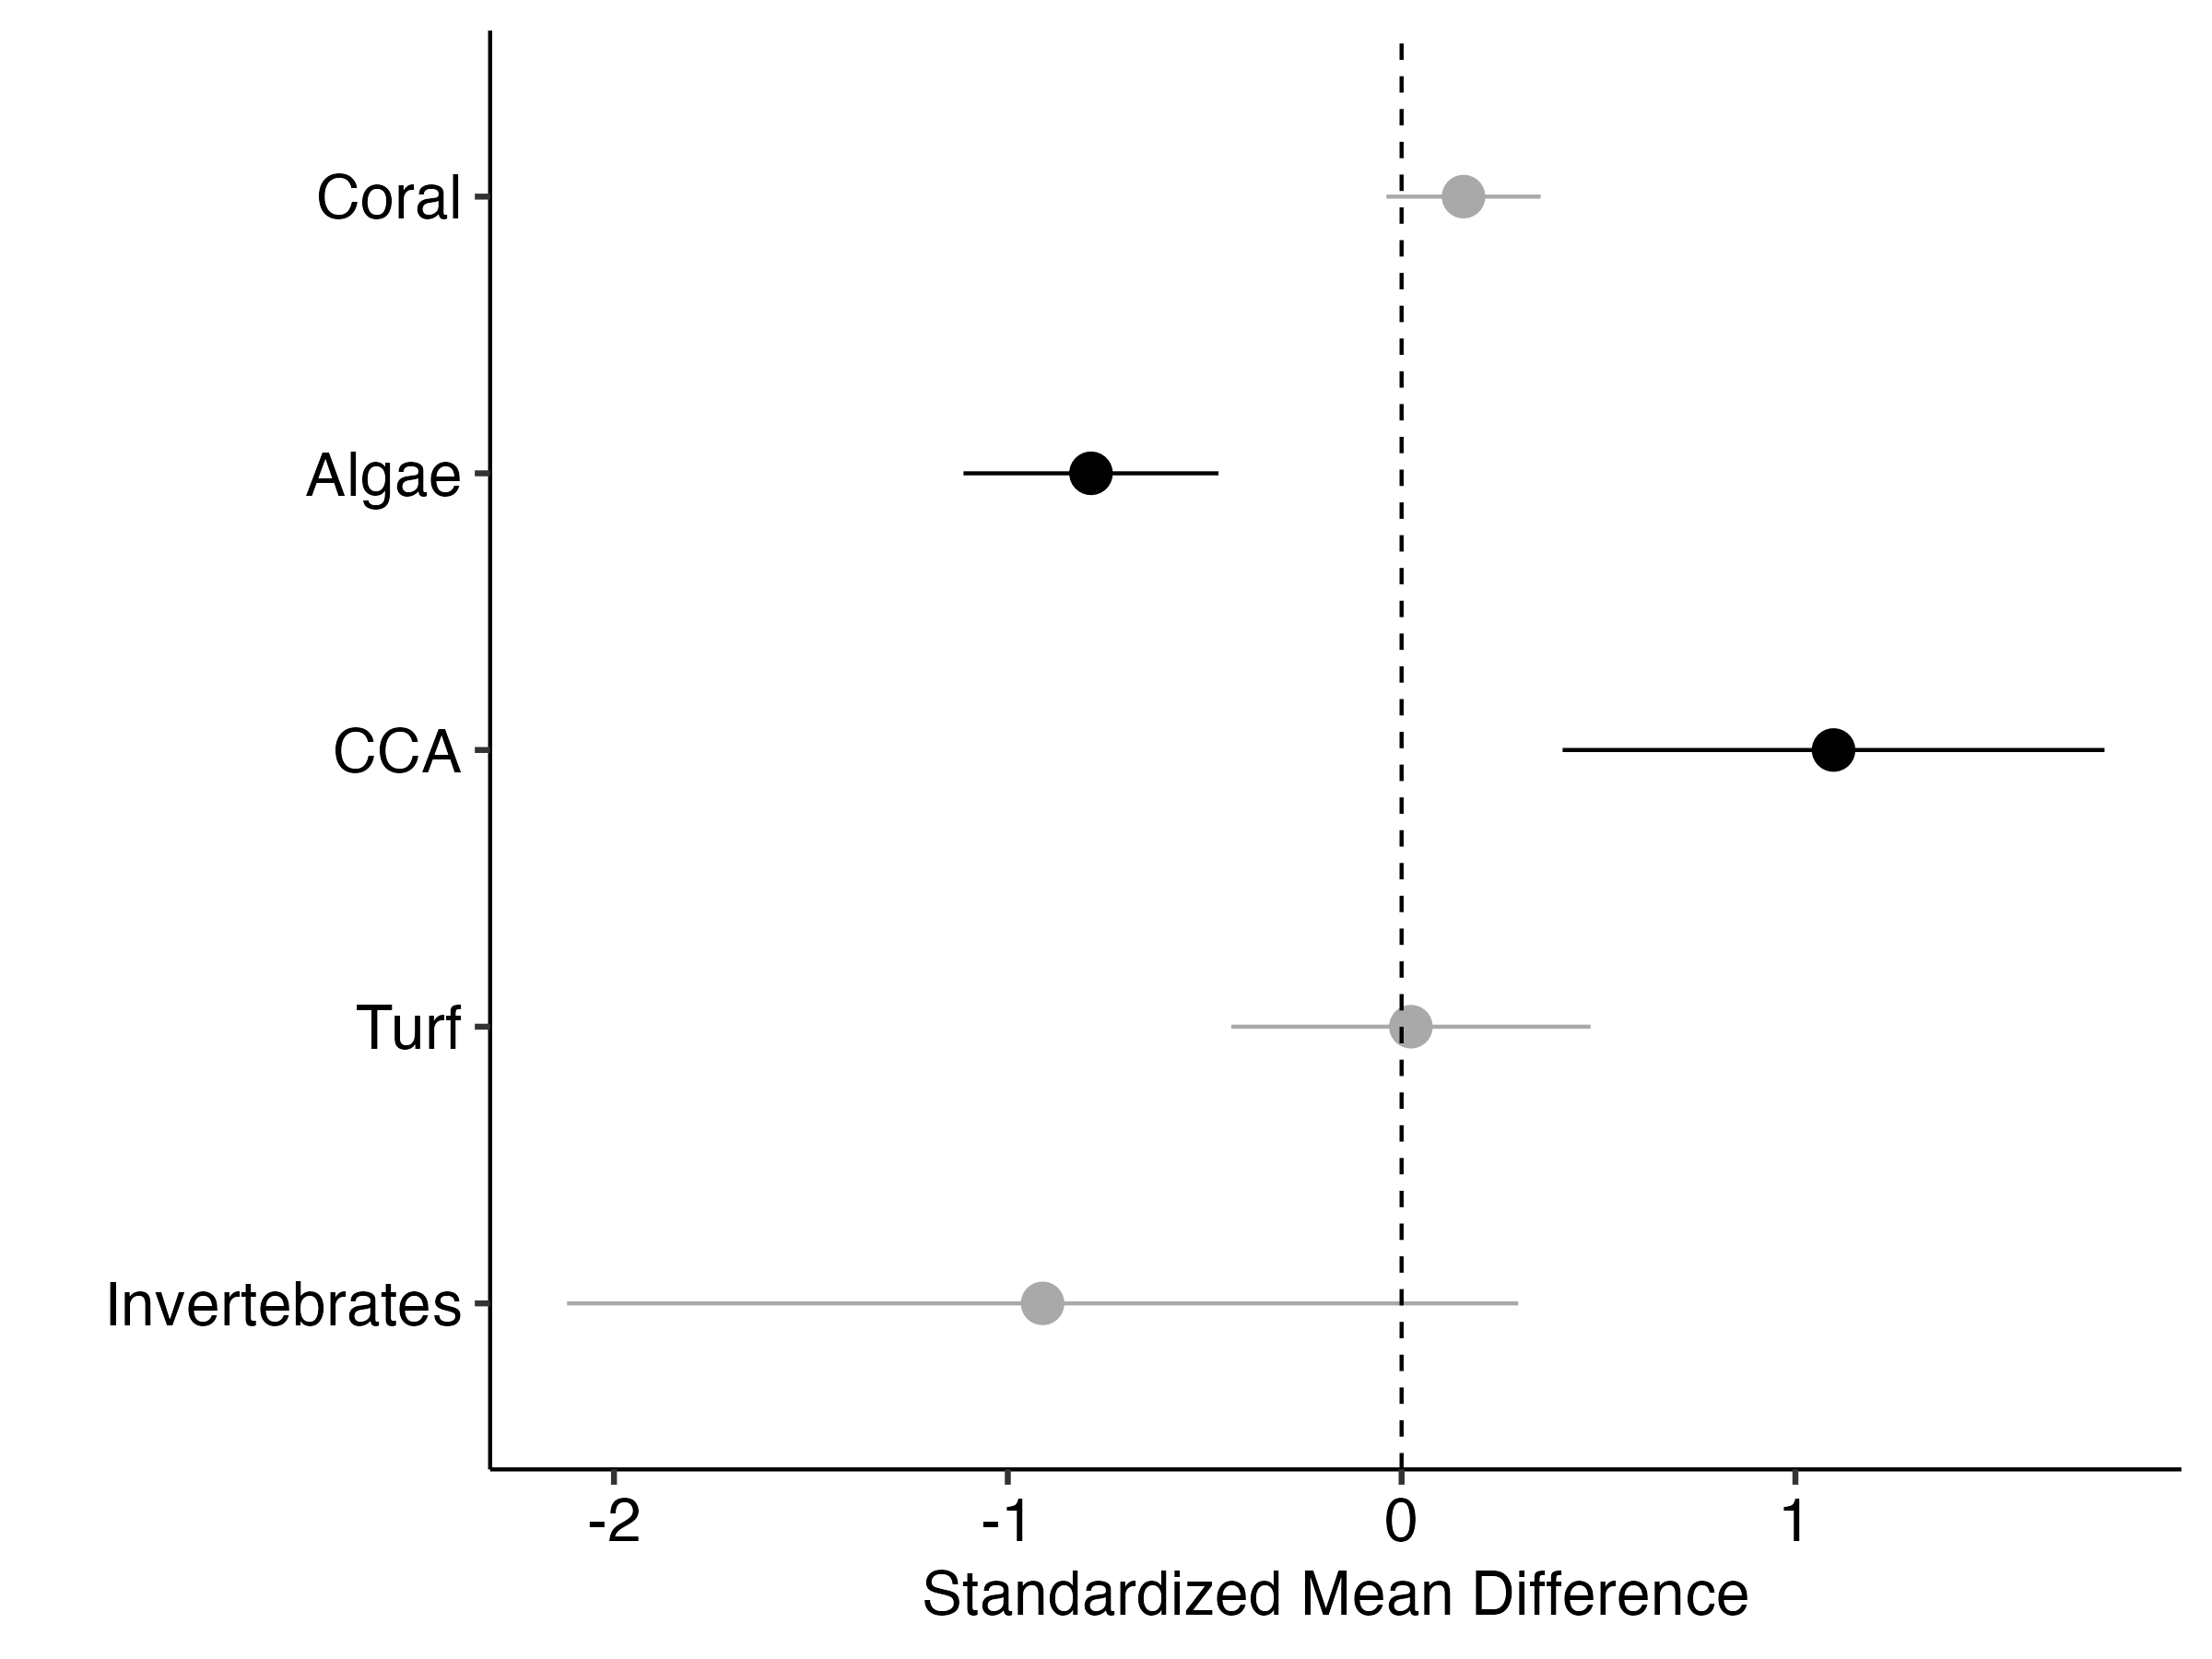 Coral
Algae
CCA
Turf
Invertebrates
-2 -1 0 1
Standardized Mean Difference